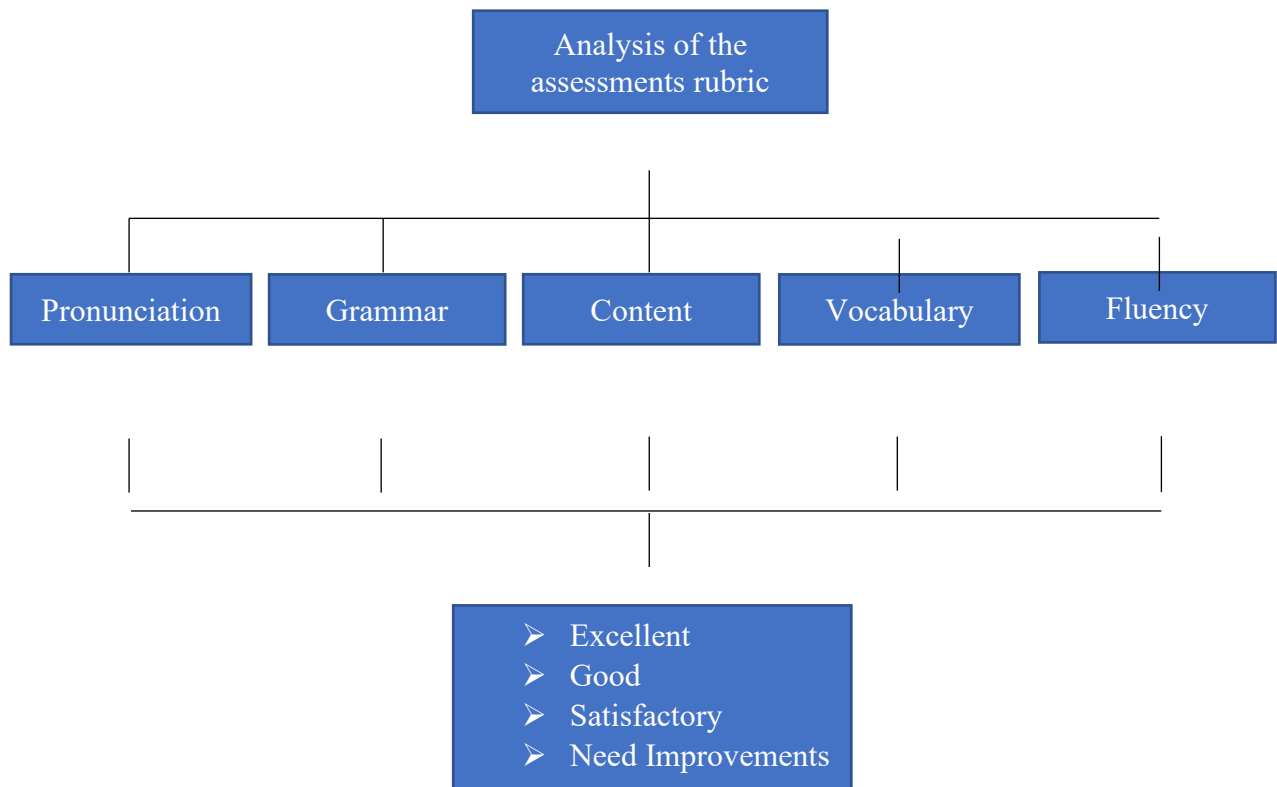 Analysis of the
assessments rubric
Pronunciation
Grammar
Content
Vocabulary
Fluency
➢ Excellent
➢ Good
➢ Satisfactory
➢ Need Improvements